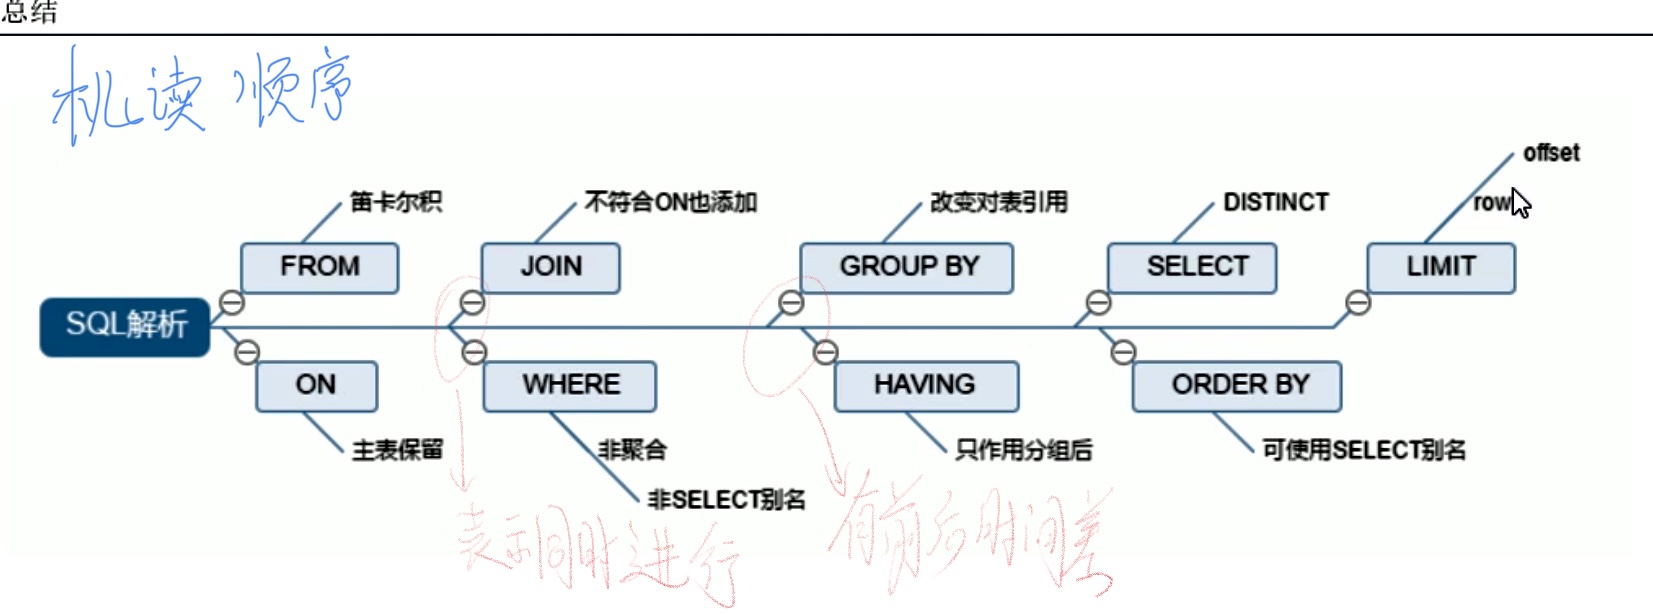 总结
机读顺序
offset
笛卡尔积
不符合ON也添加
改变对表引用
DISTINCT
row
FROM
JOIN
GROUP BY
SELECT
LIMIT
SQL解析
ON
WHERE
HAVING
ORDER BY
主表保留
非聚合
只作用分组后
可使用SELECT别名
非SELECT别名
表示同时进行
有前后时间差